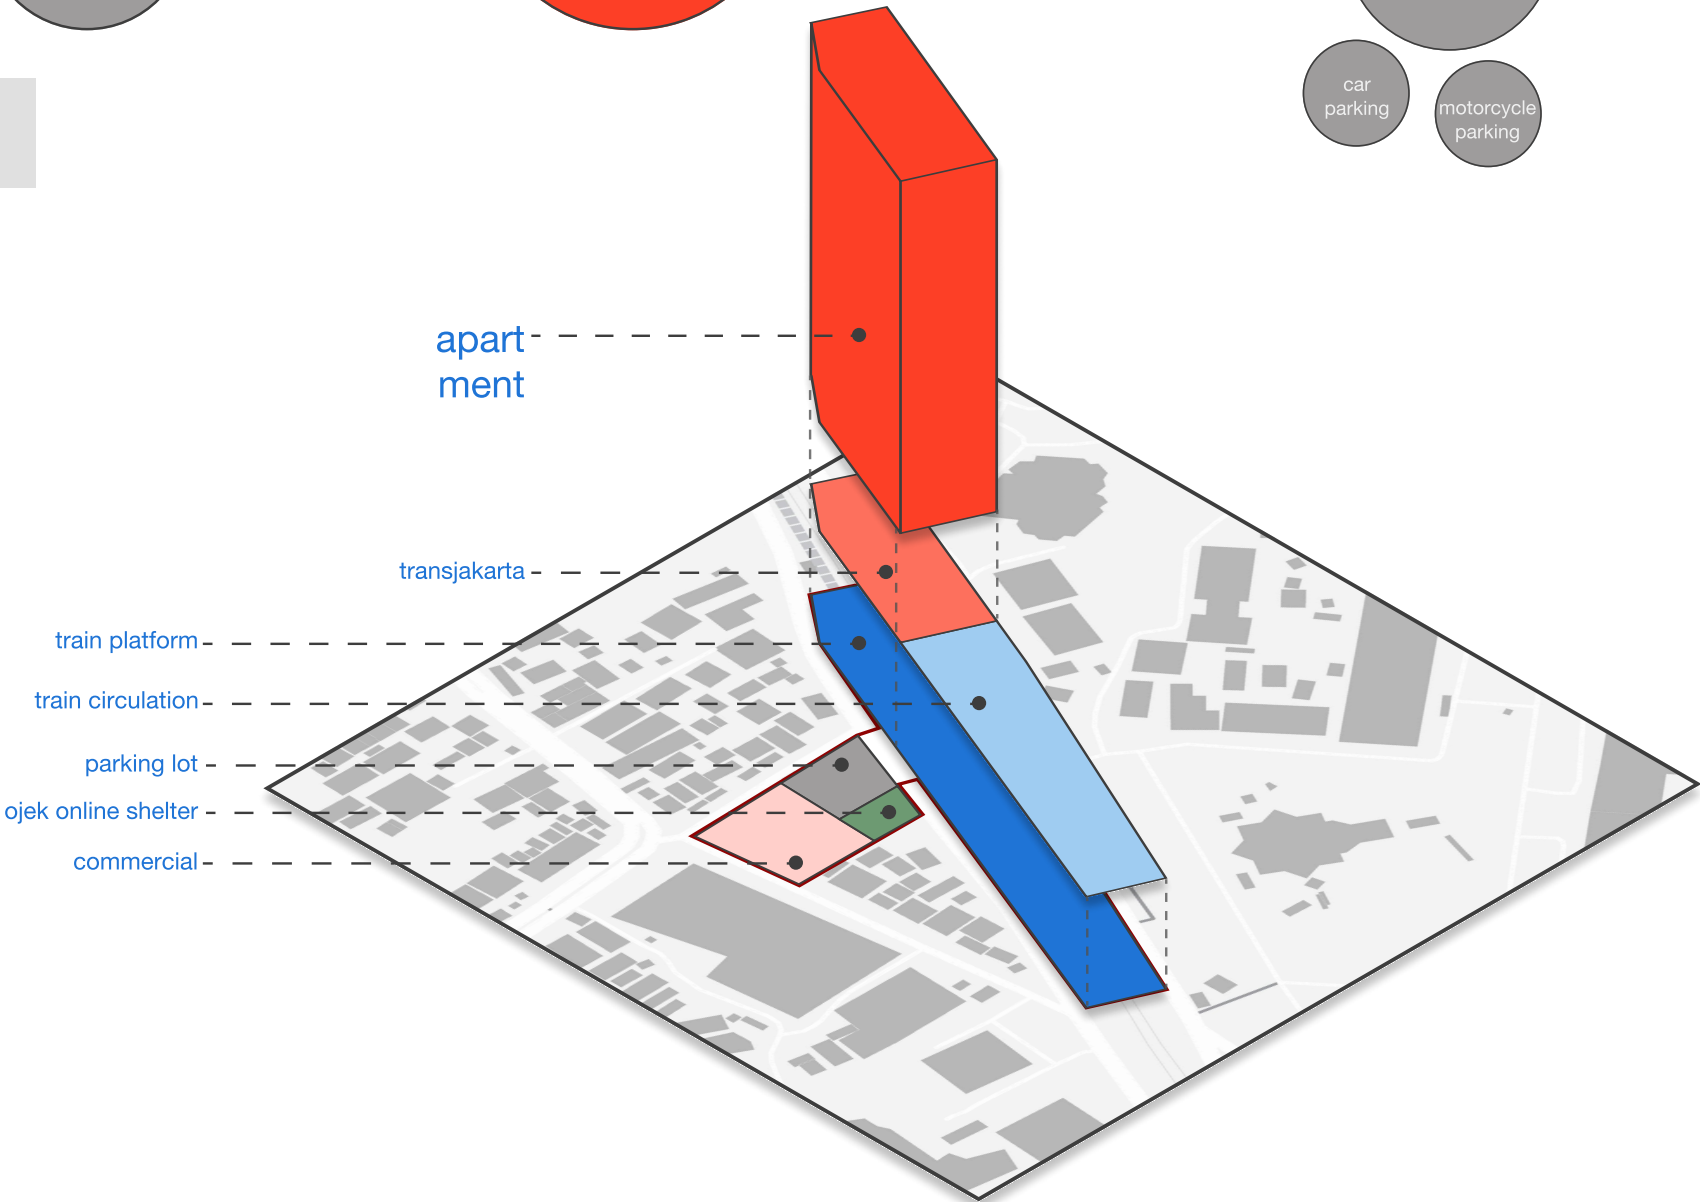 car
parking
motorcycle
parking
apart
ment
transjakarta
train platform
train circulation
parking lot
ojek online shelter
commercial